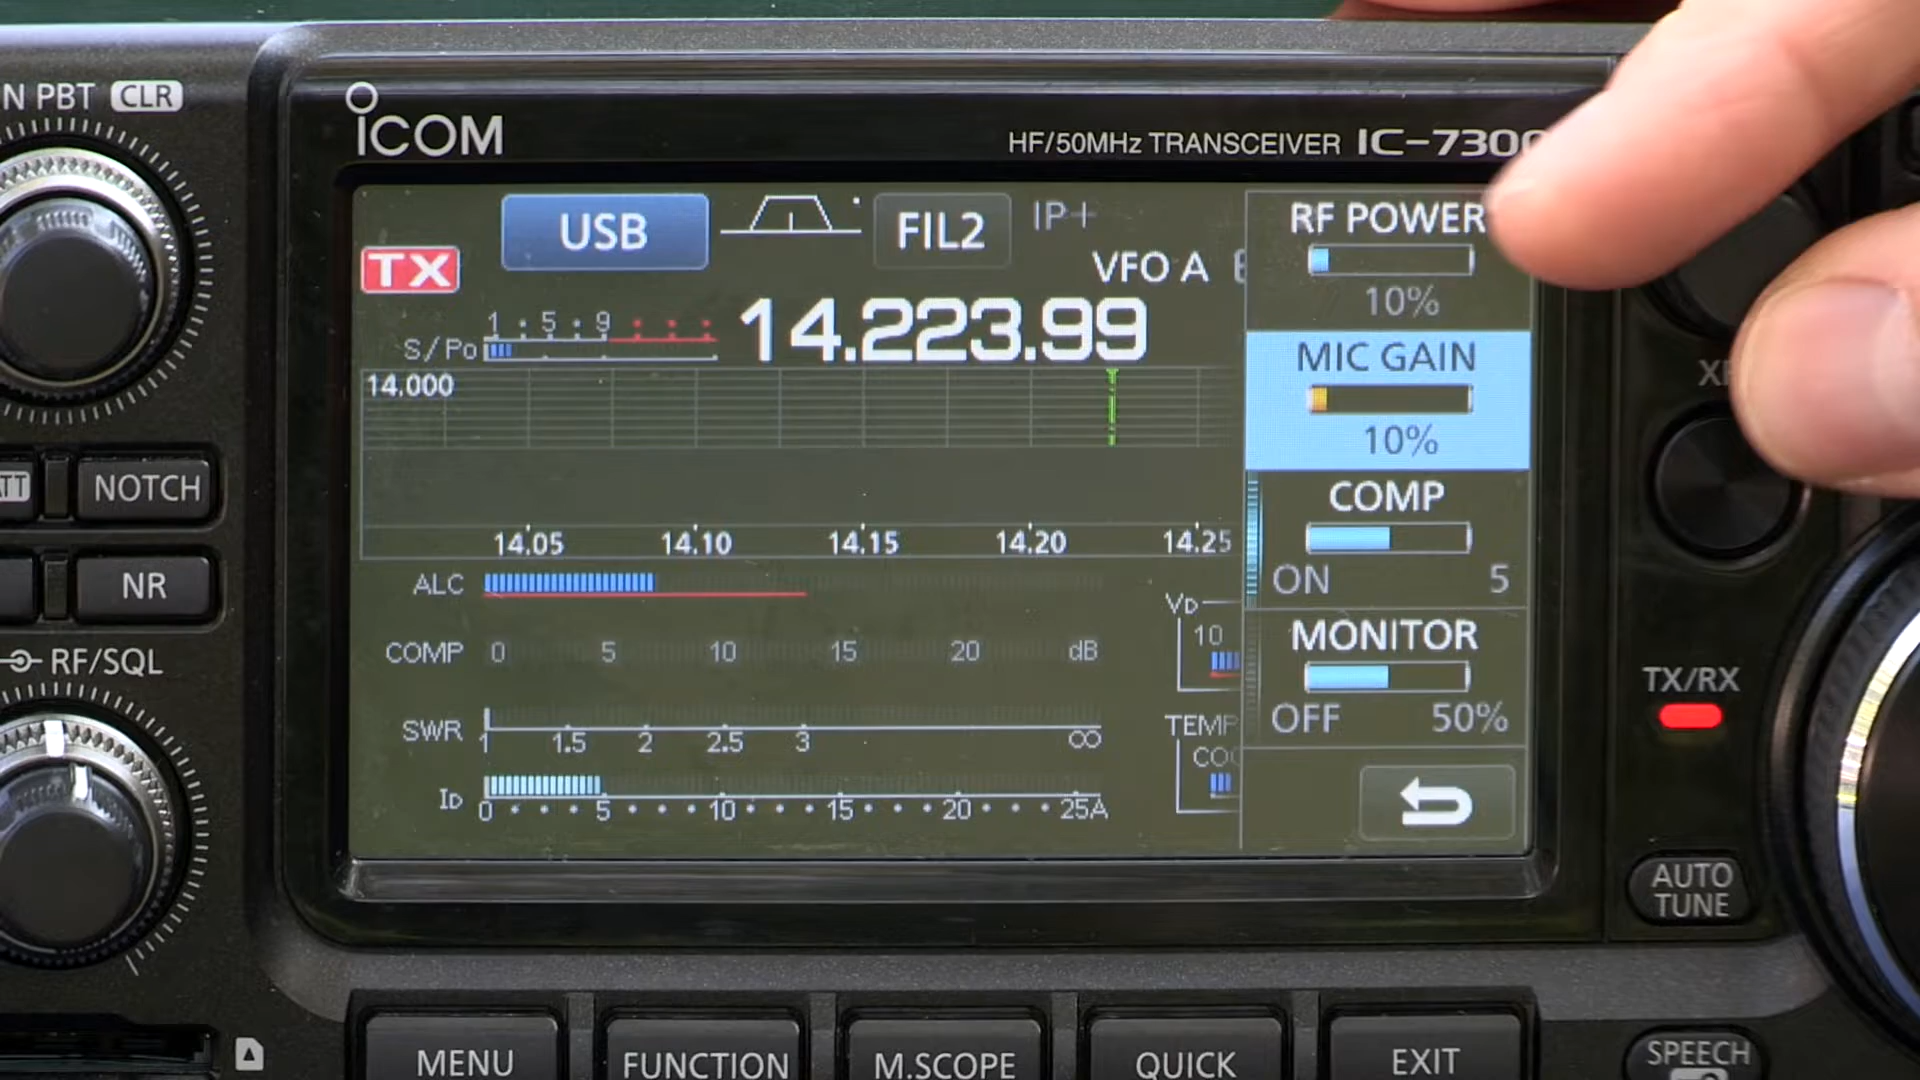 N PBT CLR
ICOM
HF/50MHz TRANSCEIVER IC-7300
USB
FIL2
IP+
RF POWER
10%
TX
VFO A
1 5 9
S/Po
14.223.99
MIC GAIN
10%
14.000
ATT NOTCH
COMP
ON 5
14.05 14.10 14.15 14.20 14.25
ALC
NR
VD
10
MONITOR
OFF 50%
COMP 0 5 10 15 20 dB
RF/SQL
TX/RX
SWR
1 1.5 2 2.5 3 ∞
TEMP
ID
0 5 10 15 20 25A
AUTO
TUNE
MENU FUNCTION M.SCOPE QUICK EXIT
SPEECH